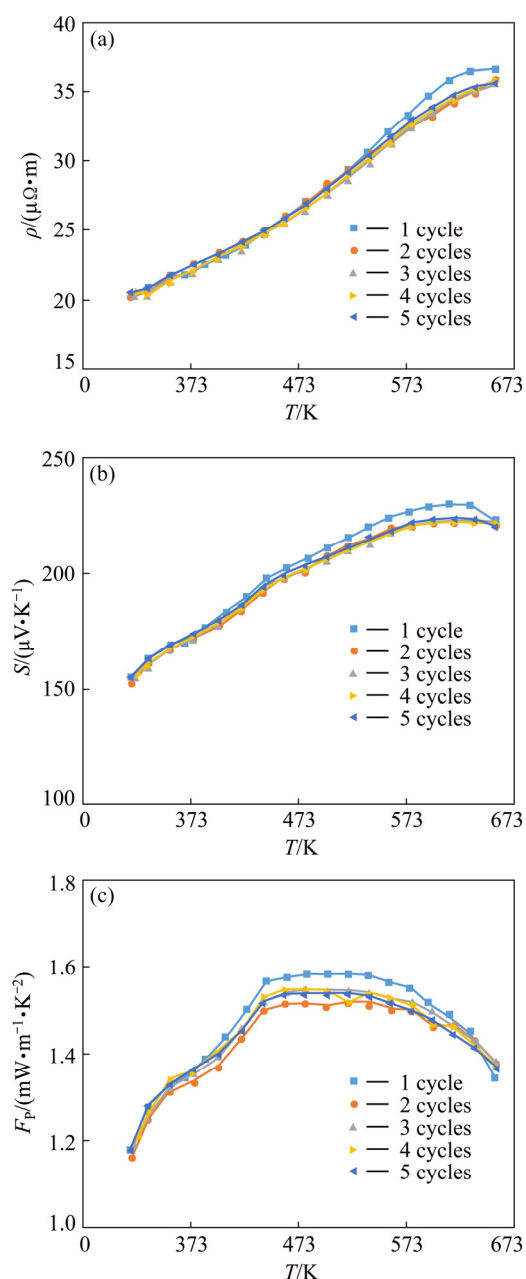 40
(a)
35
30
ρ/(μΩ•m)
25
20
15
1 cycle
2 cycles
3 cycles
4 cycles
5 cycles
0 373 473 573 673
T/K
250
(b)
200
S/(μV•K⁻¹)
150
100
1 cycle
2 cycles
3 cycles
4 cycles
5 cycles
0 373 473 573 673
T/K
1.8
(c)
1.6
Fₚ/(mW•m⁻¹•K⁻²)
1.4
1.2
1.0
1 cycle
2 cycles
3 cycles
4 cycles
5 cycles
0 373 473 573 673
T/K